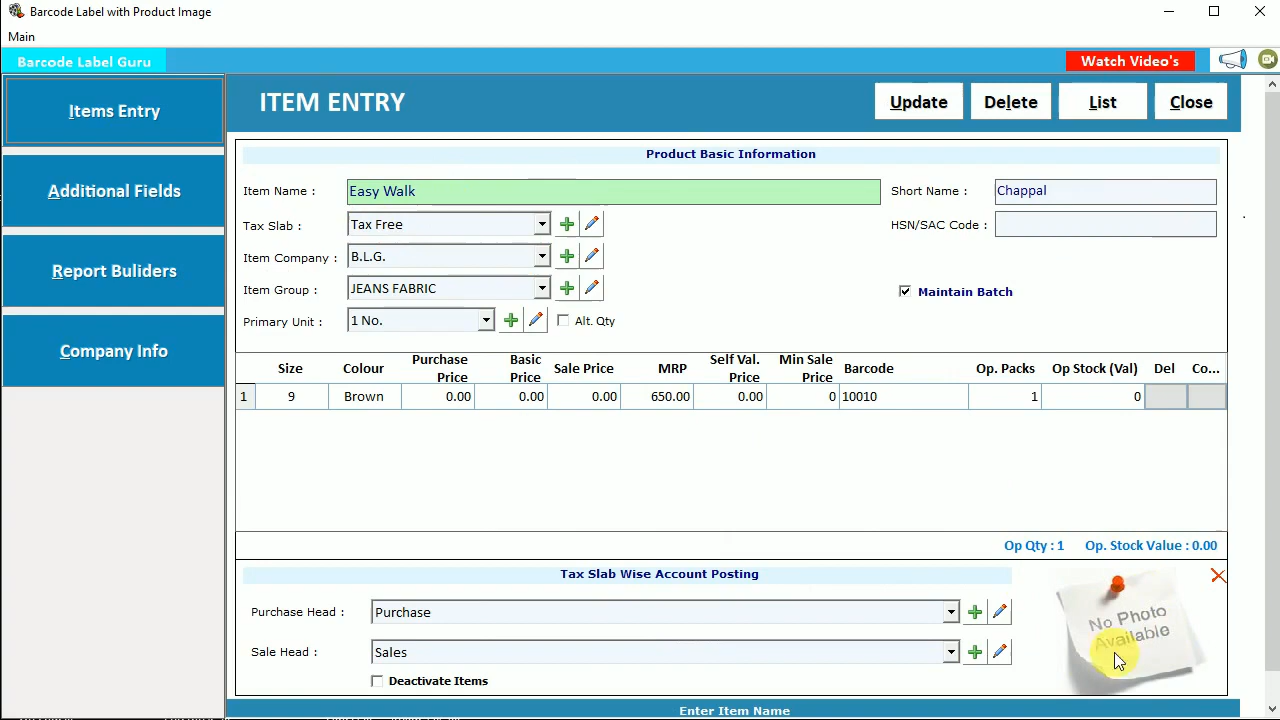 Barcode Label with Product Image
Main
Barcode Label Guru
Watch Video's
Items Entry
Additional Fields
Report Buliders
Company Info
ITEM ENTRY
Update
Delete
List
Close
Product Basic Information
Item Name : Easy Walk
Short Name : Chappal
Tax Slab : Tax Free
HSN/SAC Code :
Item Company : B.L.G.
Item Group : JEANS FABRIC
Maintain Batch
Primary Unit : 1 No. Alt. Qty
Size Colour Purchase Price Basic Price Sale Price MRP Self Val. Price Min Sale Price Barcode Op. Packs Op Stock (Val) Del Co...
1 9 Brown 0.00 0.00 0.00 650.00 0.00 0 10010 1 0
Op Qty : 1 Op. Stock Value : 0.00
Tax Slab Wise Account Posting
Purchase Head : Purchase
Sale Head : Sales
Deactivate Items
No Photo
Available
Enter Item Name